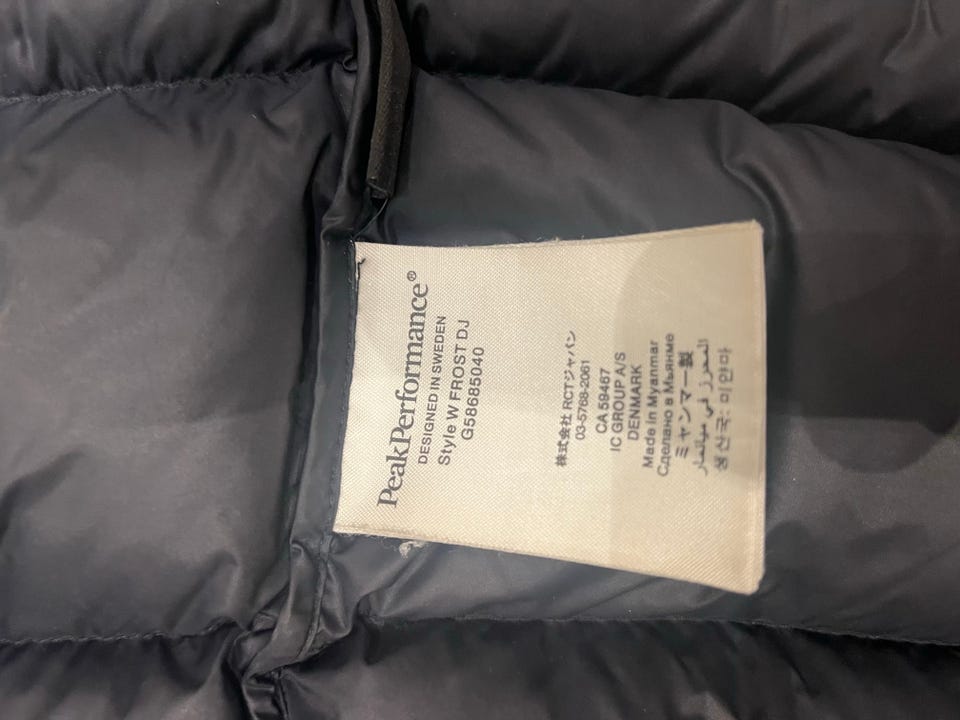 PeakPerformance®
DESIGNED IN SWEDEN
Style W FROST DJ
G58685040
株式会社 RCTジャパン
03-5768-2061
CA 59467
IC GROUP A/S
DENMARK
Made in Myanmar
Сделано в Мьянме
ミャンマー製
في ميانمار
생산국: 미얀마